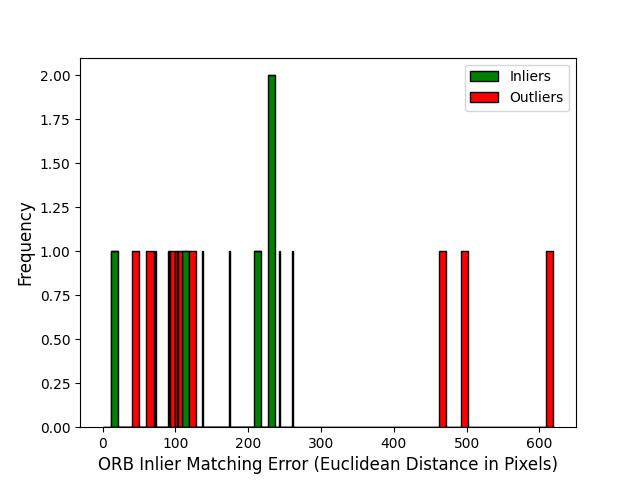 Inliers
Outliers
2.00
1.75
1.50
1.25
1.00
0.75
0.50
0.25
0.00
Frequency
0 100 200 300 400 500 600
ORB Inlier Matching Error (Euclidean Distance in Pixels)